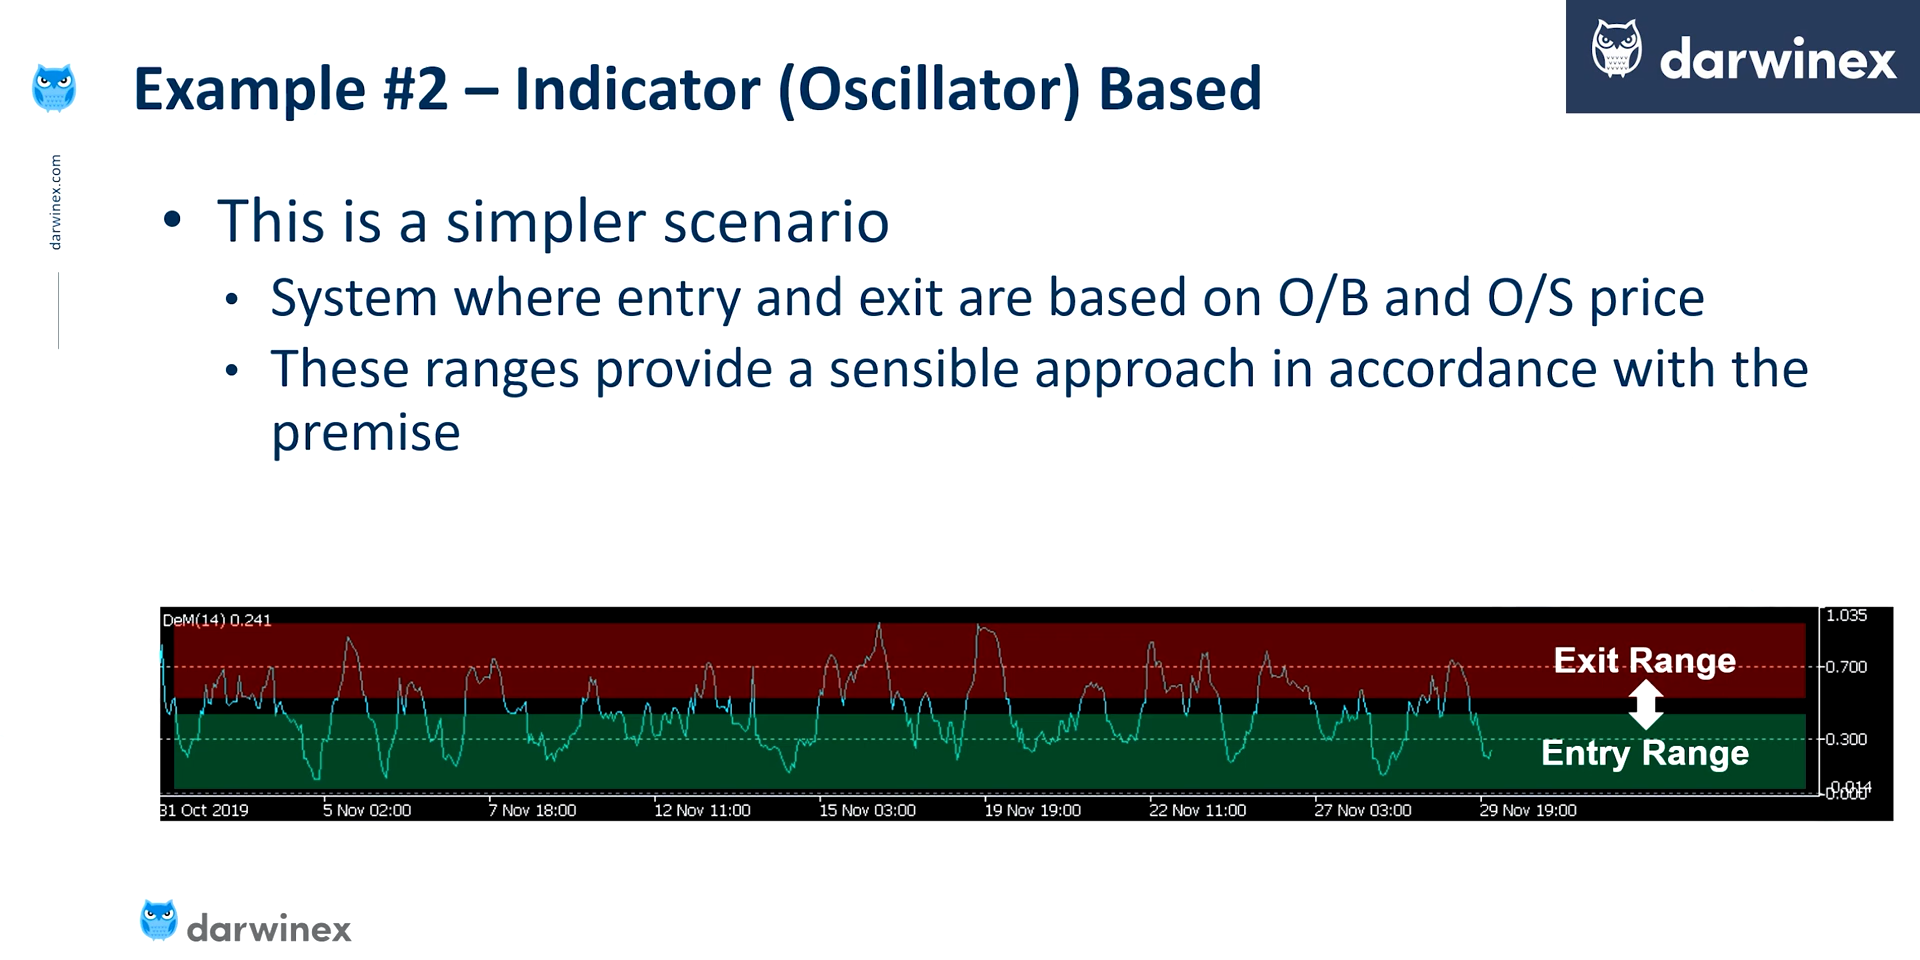 darwinex
Example #2 – Indicator (Oscillator) Based
darwinex.com
• This is a simpler scenario
• System where entry and exit are based on O/B and O/S price
• These ranges provide a sensible approach in accordance with the
premise
DeM(14) 0.241
1.035
Exit Range
0.700
Entry Range
0.300
0.014
0.000
31 Oct 2019
5 Nov 02:00
7 Nov 18:00
12 Nov 11:00
15 Nov 03:00
19 Nov 19:00
22 Nov 11:00
27 Nov 03:00
29 Nov 19:00
darwinex